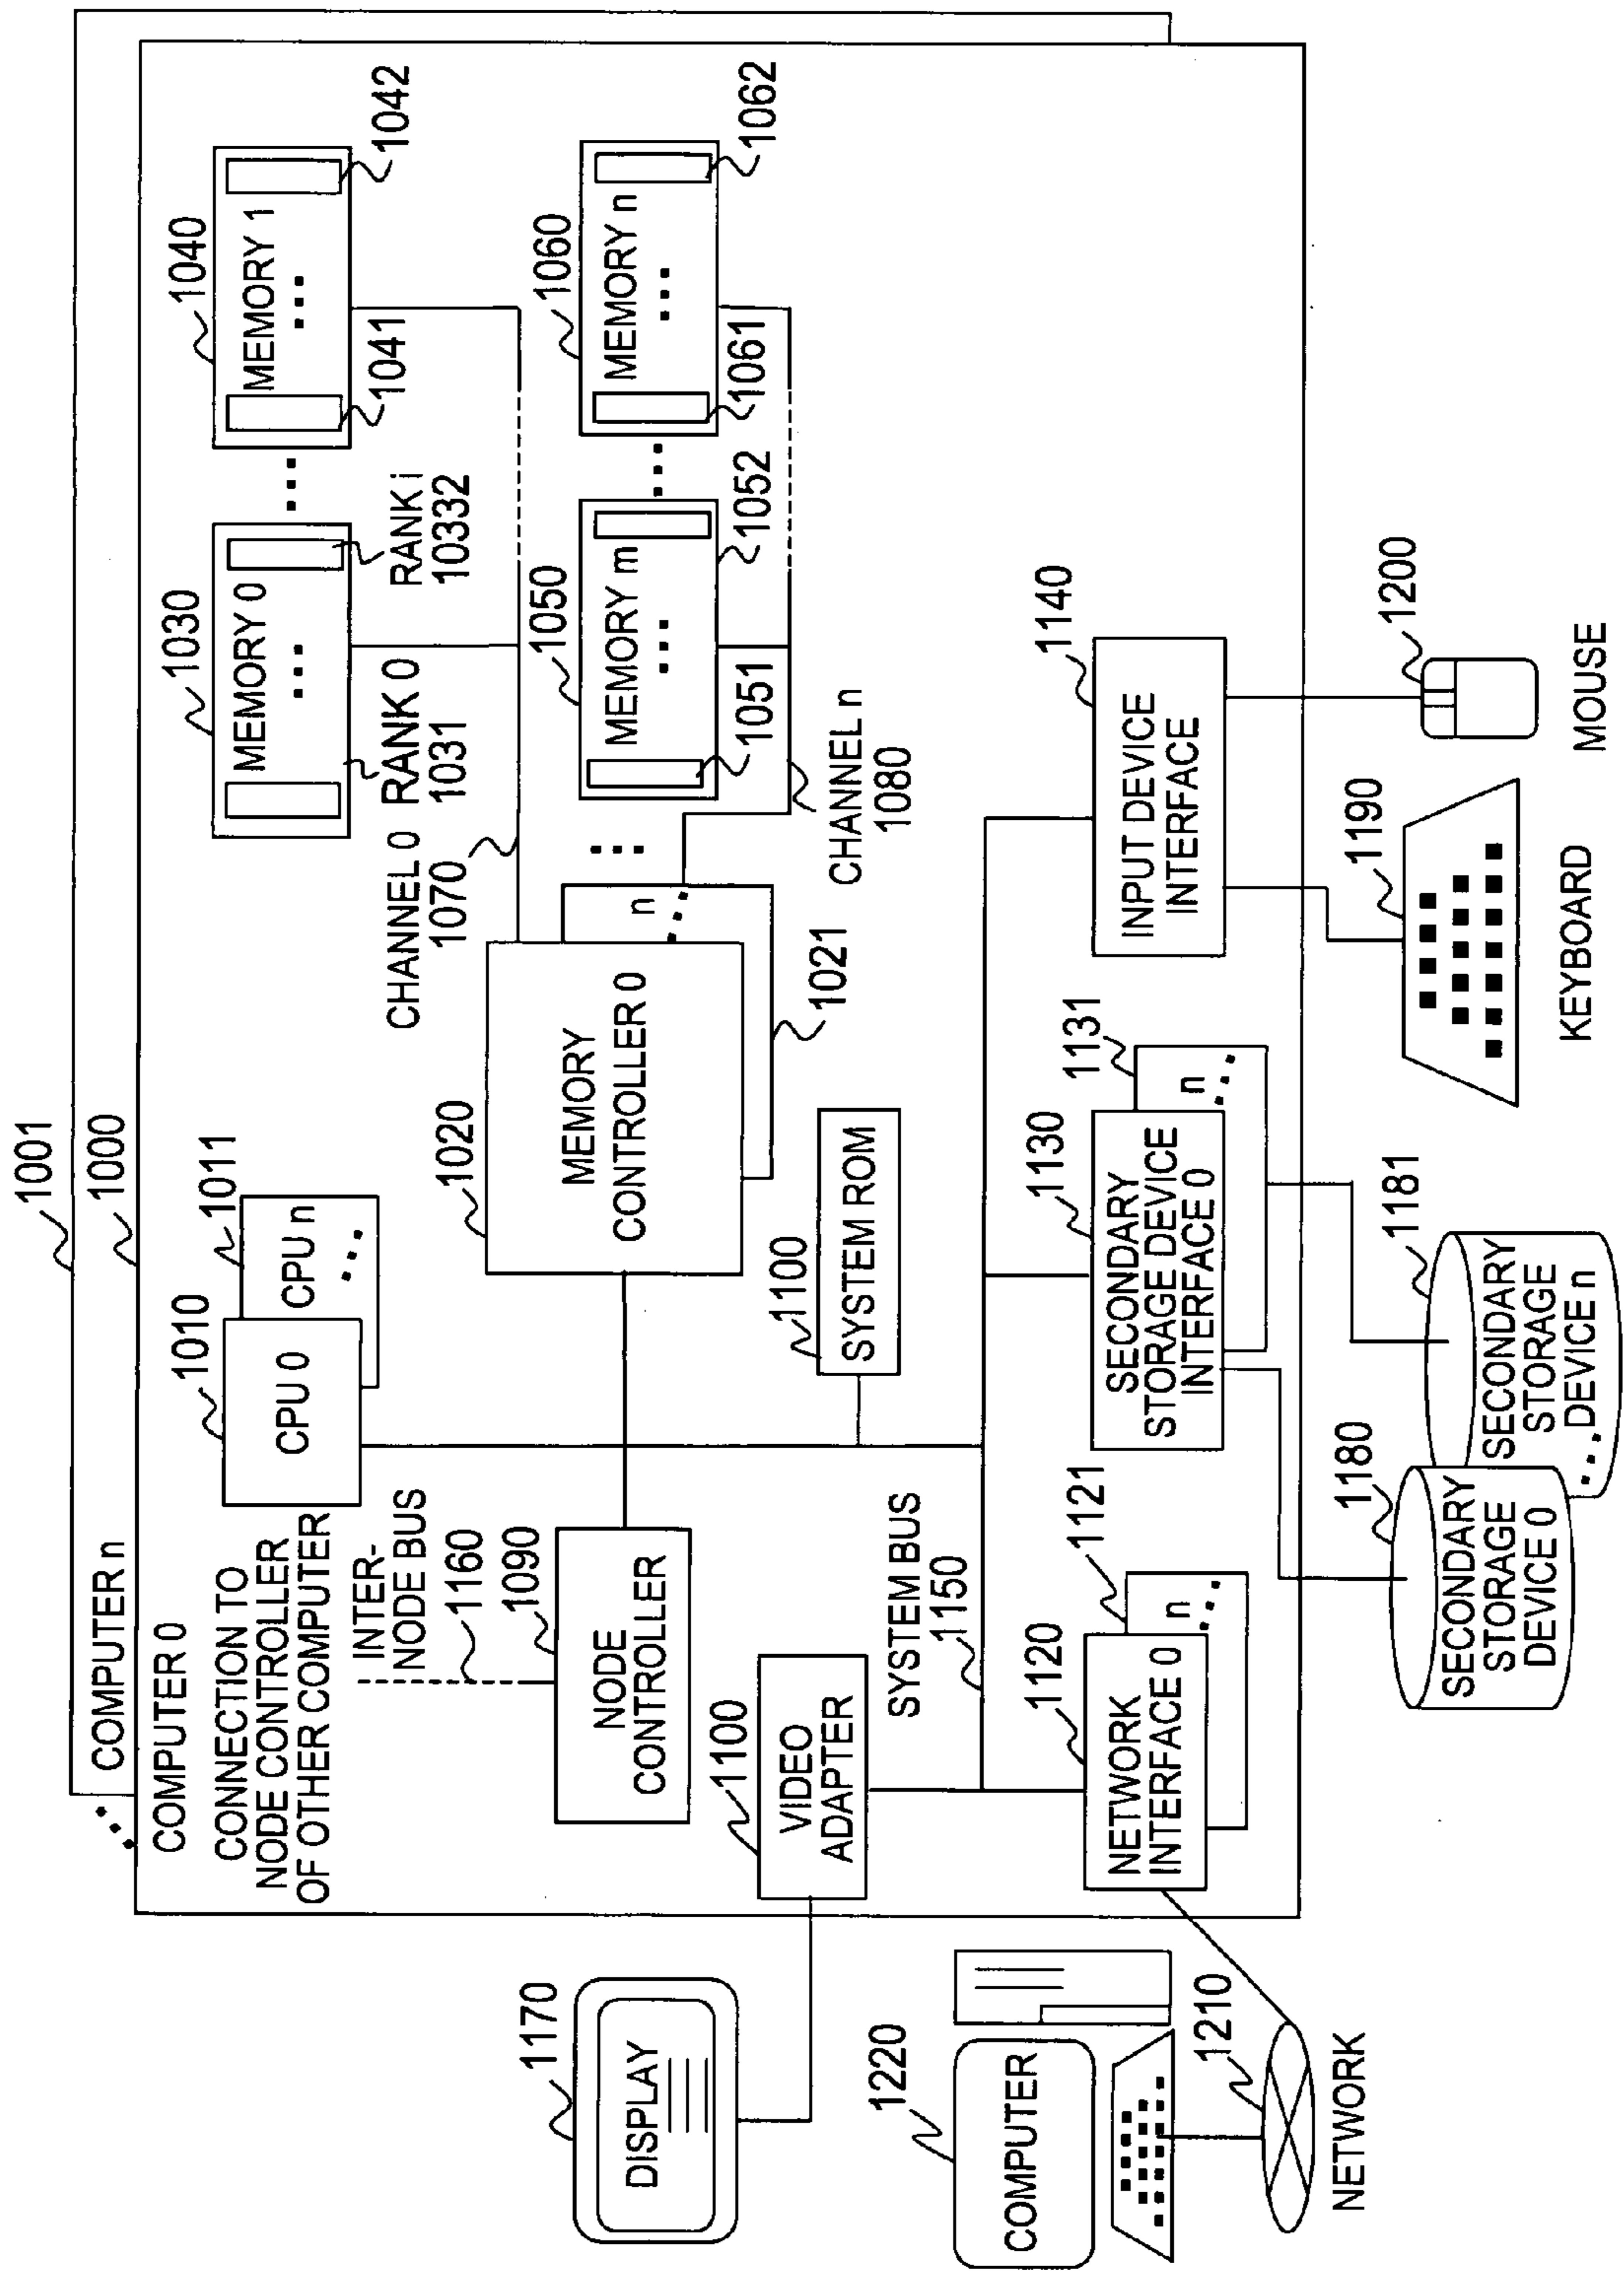 1001
1000
COMPUTER n
COMPUTER 0
CONNECTION TO
NODE CONTROLLER
OF OTHER COMPUTER
INTER-
NODE BUS
1160
1090
NODE
CONTROLLER
1010
CPU 0
1011
CPU n
1020
MEMORY
CONTROLLER 0
n
1021
CHANNEL 0
1070
1030
MEMORY 0
RANK 0
1031
RANK i
10332
1040
MEMORY 1
1041
1042
1050
MEMORY m
1051
1052
1060
MEMORY n
1061
1062
CHANNEL n
1080
1100
SYSTEM ROM
1170
DISPLAY
1100
VIDEO
ADAPTER
SYSTEM BUS
1150
1120
NETWORK
INTERFACE 0
1121
n
1130
SECONDARY
STORAGE DEVICE
INTERFACE 0
1131
n
1140
INPUT DEVICE
INTERFACE
1220
COMPUTER
1210
NETWORK
1180
SECONDARY
STORAGE
DEVICE 0
1181
SECONDARY
STORAGE
DEVICE n
1190
KEYBOARD
1200
MOUSE